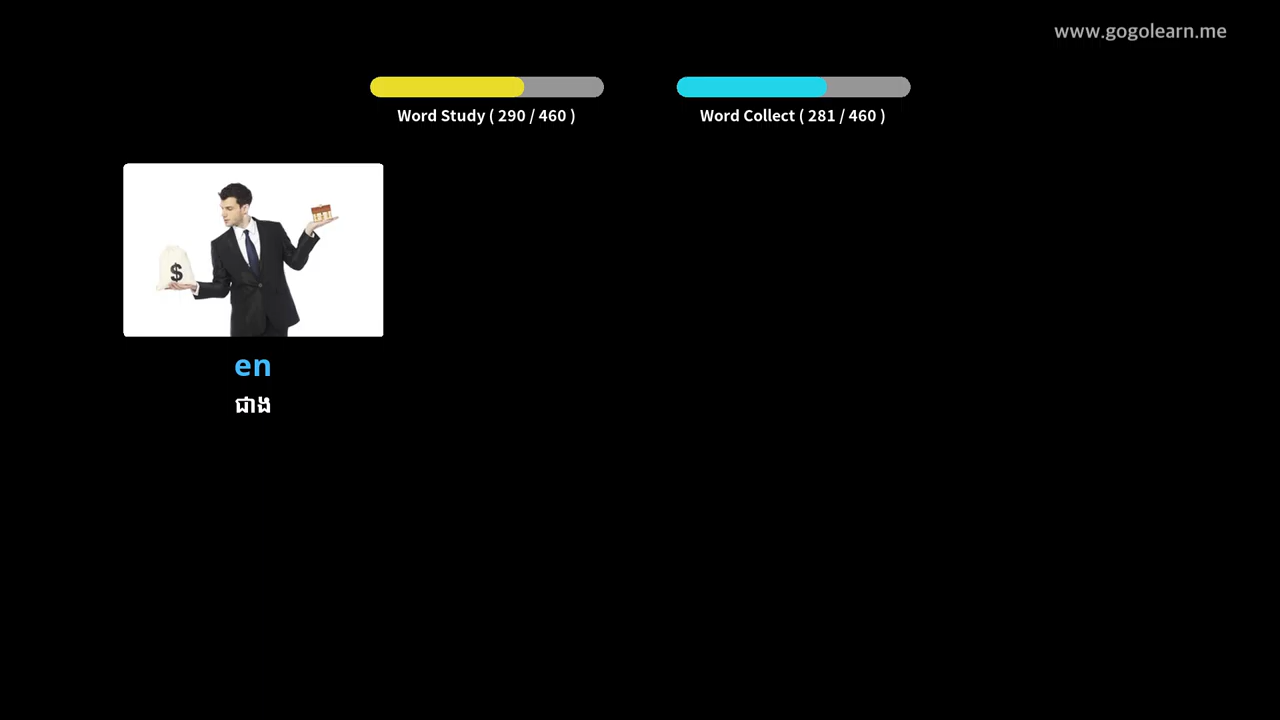 www.gogolearn.me
Word Study ( 290 / 460 )
Word Collect ( 281 / 460 )
$
en
ជាង